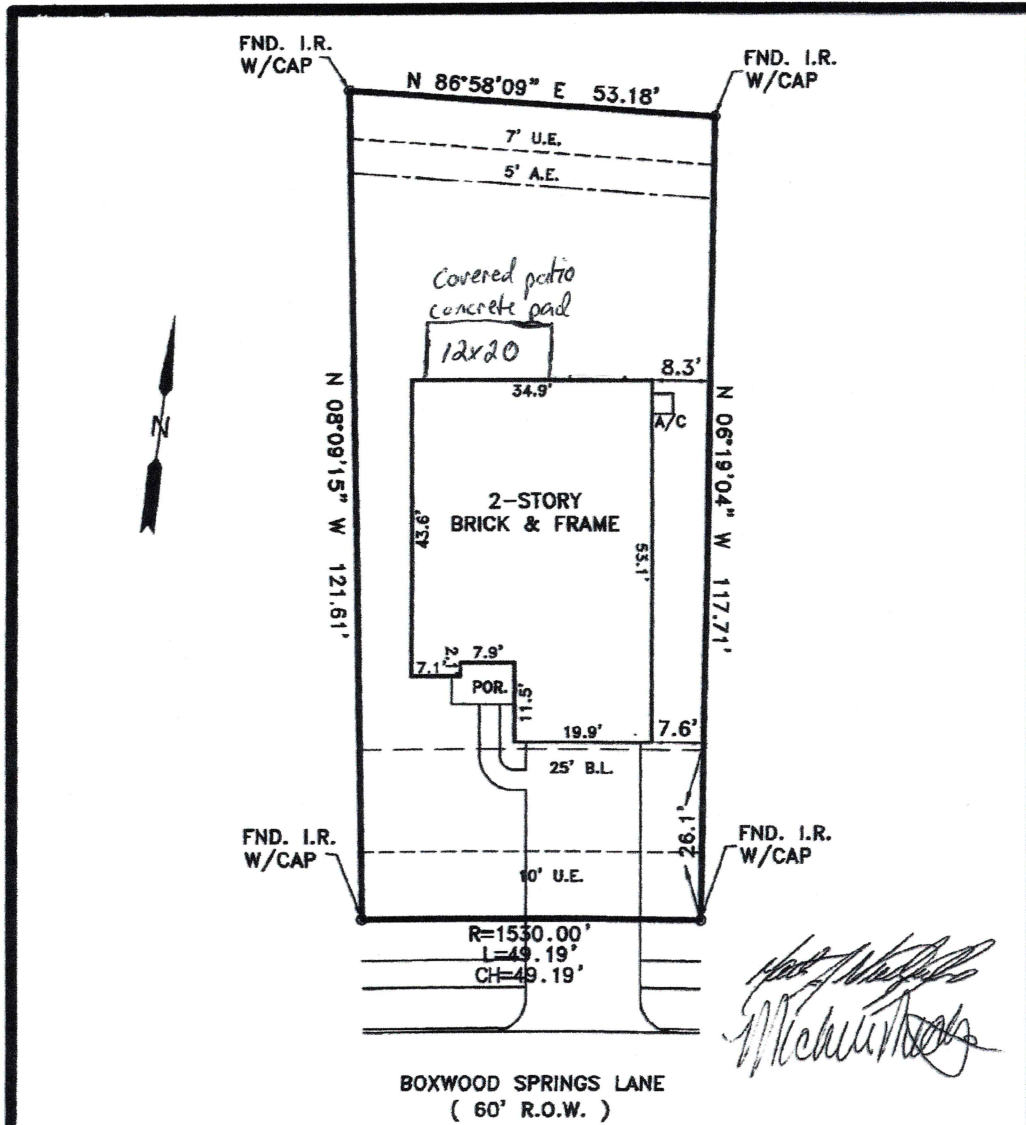 FND. I.R.
W/CAP
N 86°58'09" E 53.18'
FND. I.R.
W/CAP
7' U.E.
5' A.E.
Covered patio
concrete pad
12x20
8.3'
34.9'
A/C
N
N 08°09'15" W 121.61'
N 06°19'04" W 117.71'
2-STORY
BRICK & FRAME
43.6'
53.1'
7.1'
2.1'
7.9'
POR.
11.5'
19.9'
7.6'
25' B.L.
26.1'
FND. I.R.
W/CAP
FND. I.R.
W/CAP
10' U.E.
R=1530.00'
L=49.19'
CH=49.19'
BOXWOOD SPRINGS LANE
( 60' R.O.W. )